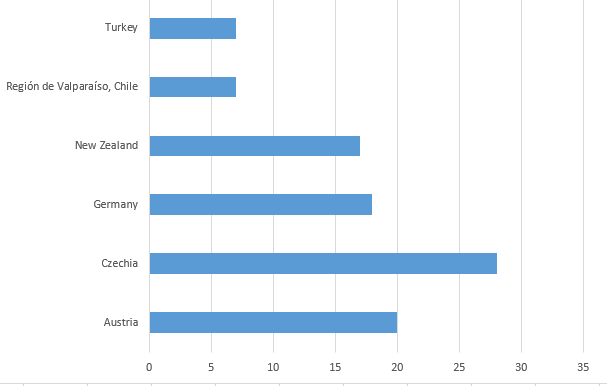 Turkey
Región de Valparaíso, Chile
New Zealand
Germany
Czechia
Austria
0 5 10 15 20 25 30 35